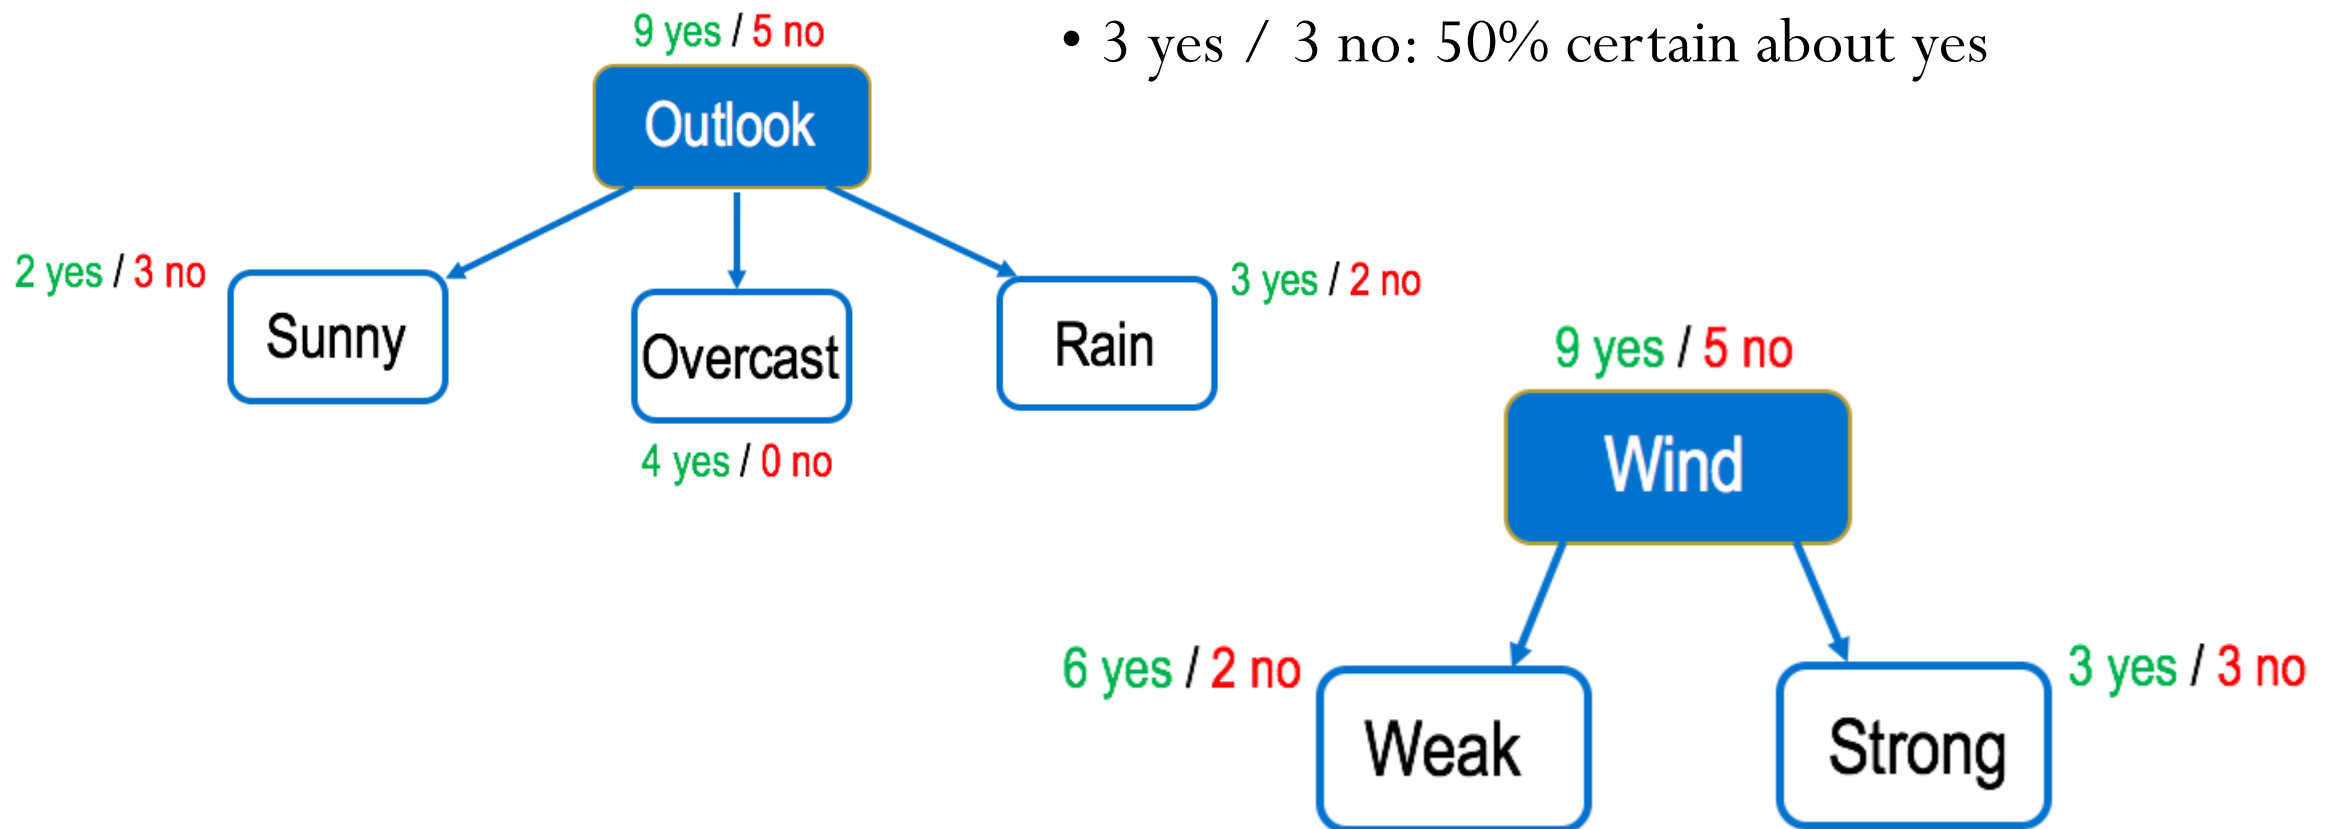 9 yes / 5 no
• 3 yes / 3 no: 50% certain about yes
Outlook
2 yes / 3 no
Sunny
Overcast
4 yes / 0 no
Rain
3 yes / 2 no
9 yes / 5 no
Wind
6 yes / 2 no
Weak
Strong
3 yes / 3 no